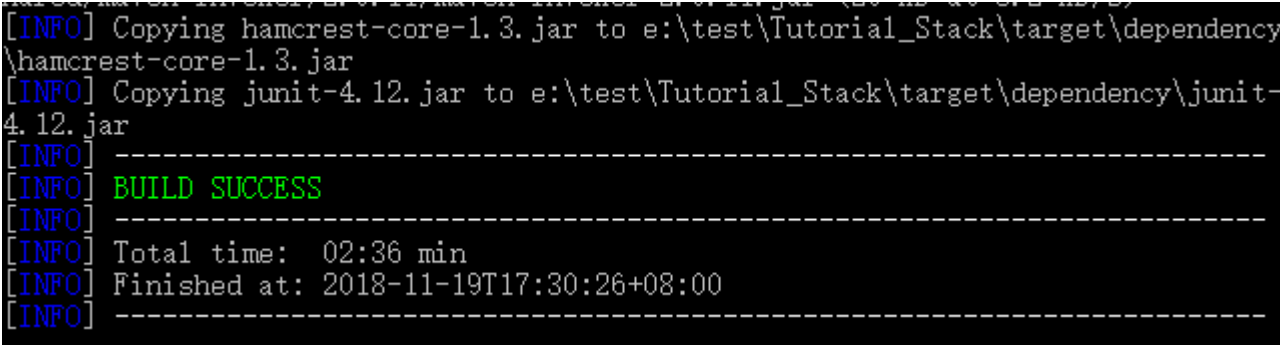 [INFO] Copying hamcrest-core-1.3.jar to e:\test\Tutorial_Stack\target\dependency
\hamcrest-core-1.3.jar
[INFO] Copying junit-4.12.jar to e:\test\Tutorial_Stack\target\dependency\junit-
4.12.jar
[INFO] ------------------------------------------------------------------------
[INFO] BUILD SUCCESS
[INFO] ------------------------------------------------------------------------
[INFO] Total time:  02:36 min
[INFO] Finished at: 2018-11-19T17:30:26+08:00
[INFO] ------------------------------------------------------------------------